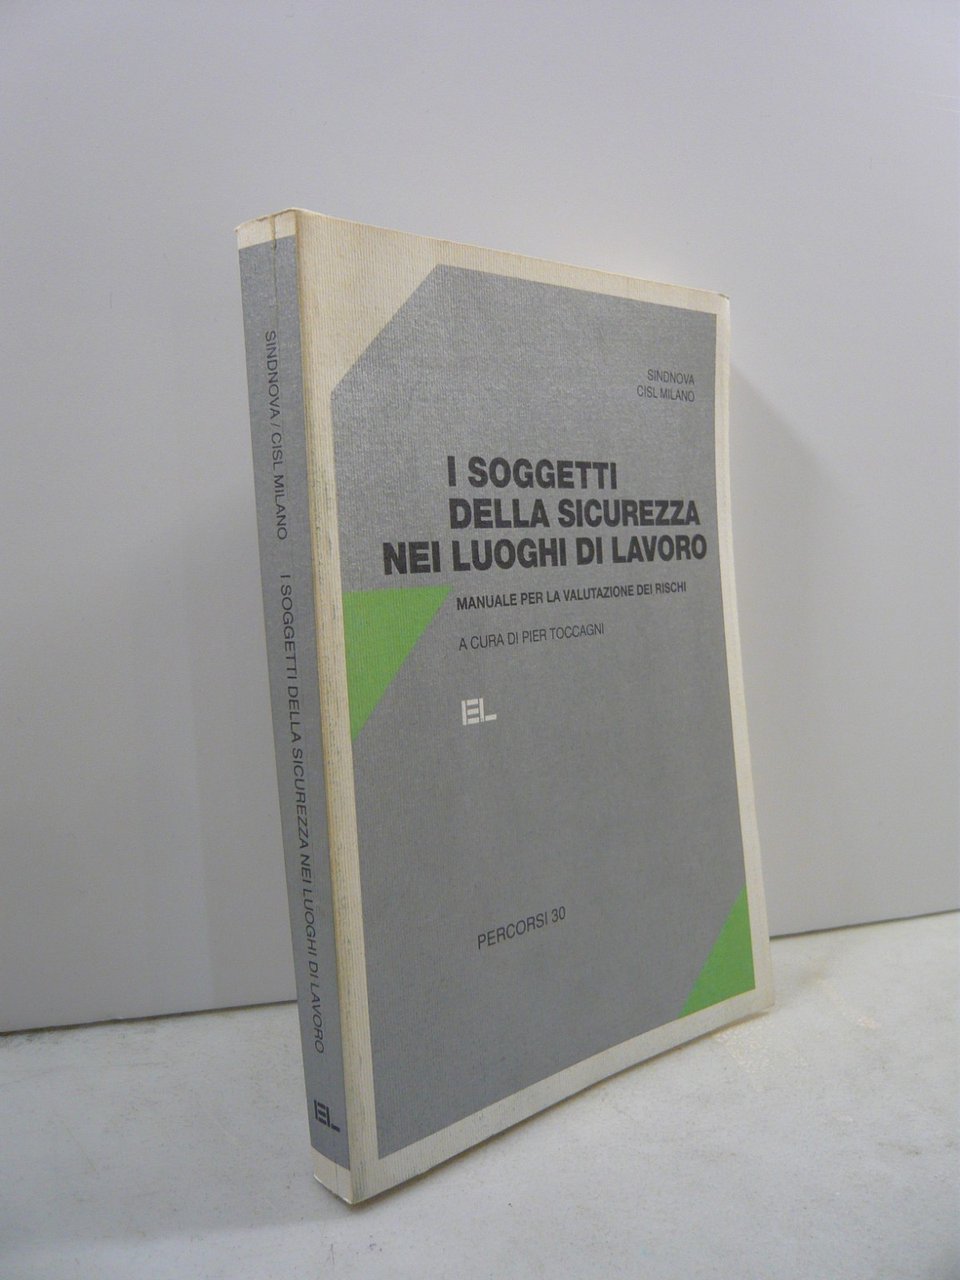 SINDNOVA / CISL MILANO I SOGGETTI DELLA SICUREZZA NEI LUOGHI DI LAVORO
EL
SINDNOVA
CISL MILANO
I SOGGETTI
DELLA SICUREZZA
NEI LUOGHI DI LAVORO
MANUALE PER LA VALUTAZIONE DEI RISCHI
A CURA DI PIER TOCCAGNI
EL
PERCORSI 30